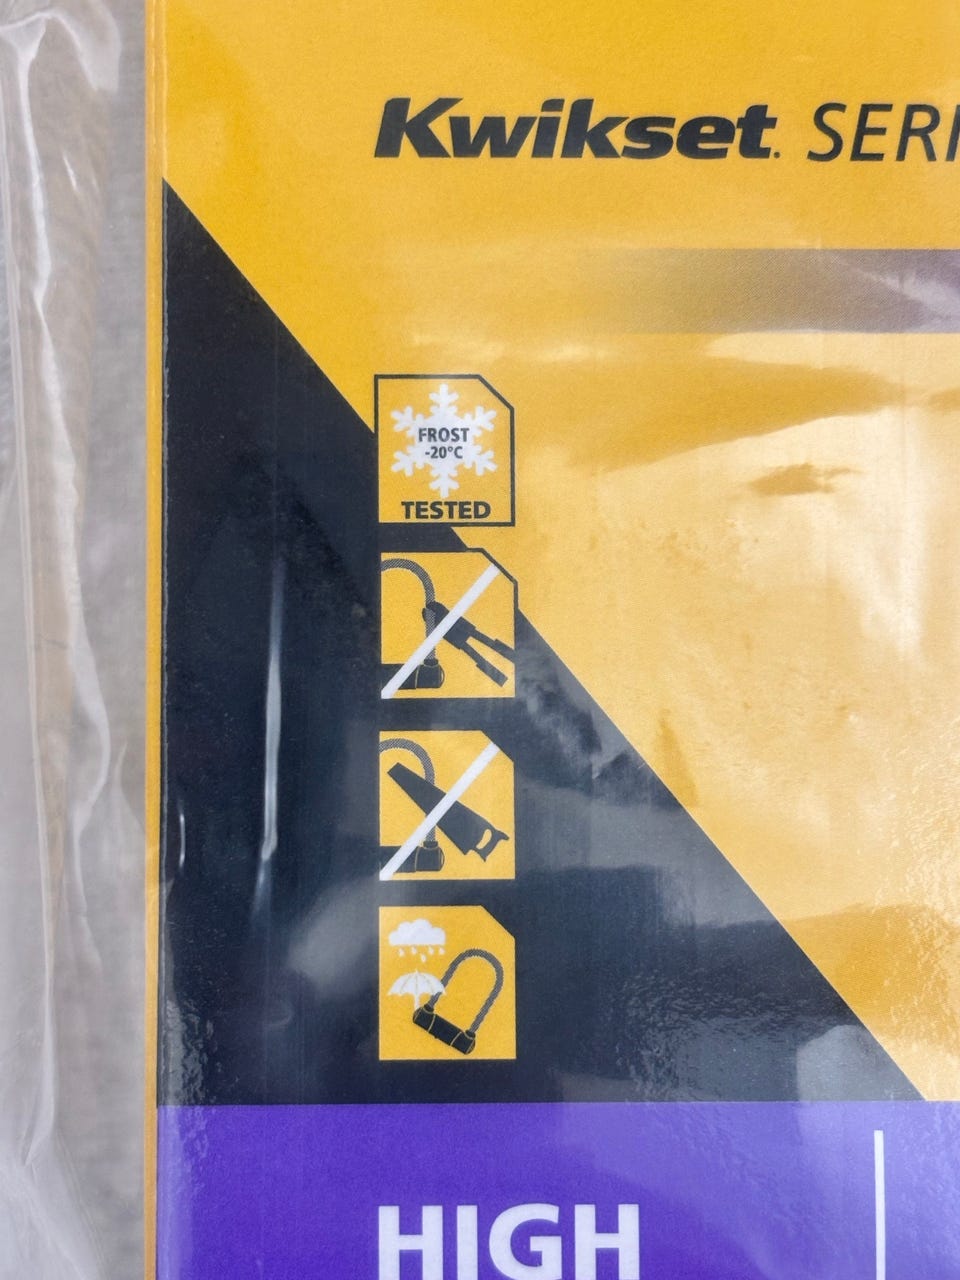 Kwikset. SERI
FROST
-20°C
TESTED
HIGH